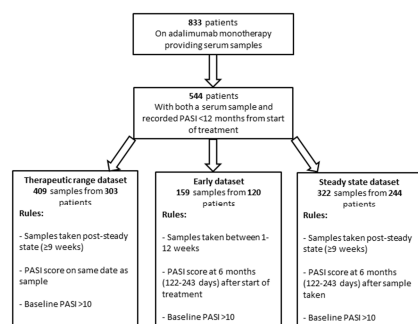 833 patients
On adalimumab monotherapy
providing serum samples
544 patients
With both a serum sample and
recorded PASI <12 months from start
of treatment
Therapeutic range dataset
409 samples from 303
patients
Rules:
- Samples taken post-steady
state (≥9 weeks)
- PASI score on same date as
sample
- Baseline PASI >10
Early dataset
159 samples from 120
patients
Rules:
- Samples taken between 1-
12 weeks
- PASI score at 6 months
(122-243 days) after start of
treatment
- Baseline PASI >10
Steady state dataset
322 samples from 244
patients
Rules:
- Samples taken post-steady
state (≥9 weeks)
- PASI score at 6 months
(122-243 days) after sample
taken
- Baseline PASI >10